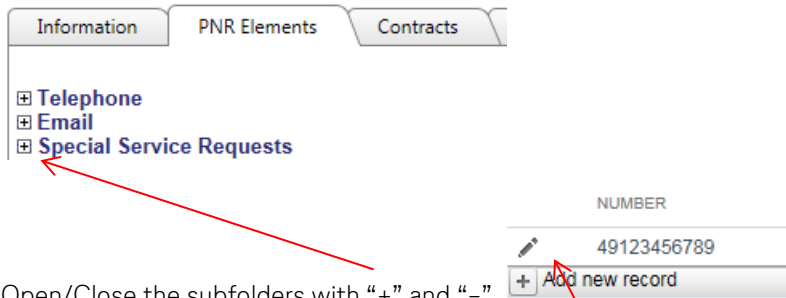 Information PNR Elements Contracts
Telephone
Email
Special Service Requests
NUMBER
49123456789
+ Add new record
Open/Close the subfolders with “+” and “–”